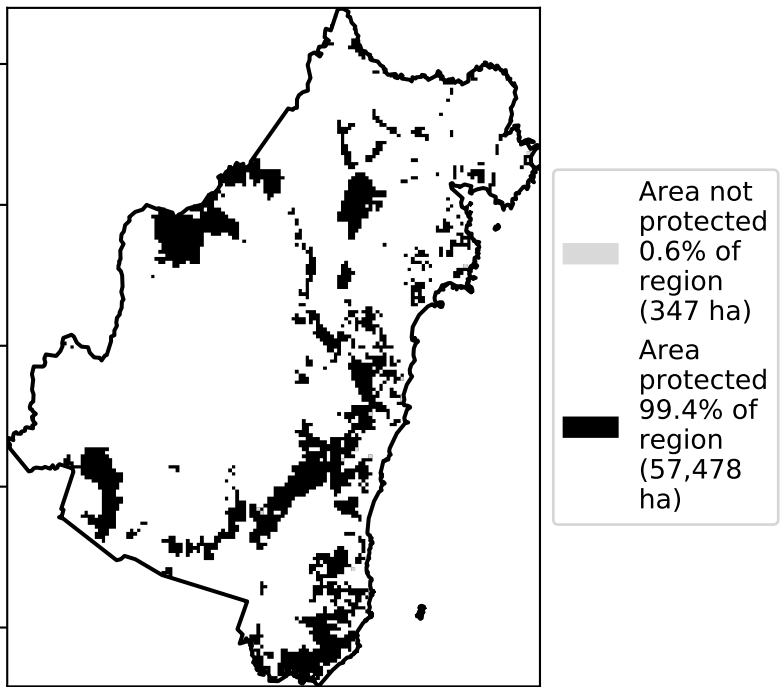 Area not
protected
0.6% of
region
(347 ha)
Area
protected
99.4% of
region
(57,478
ha)